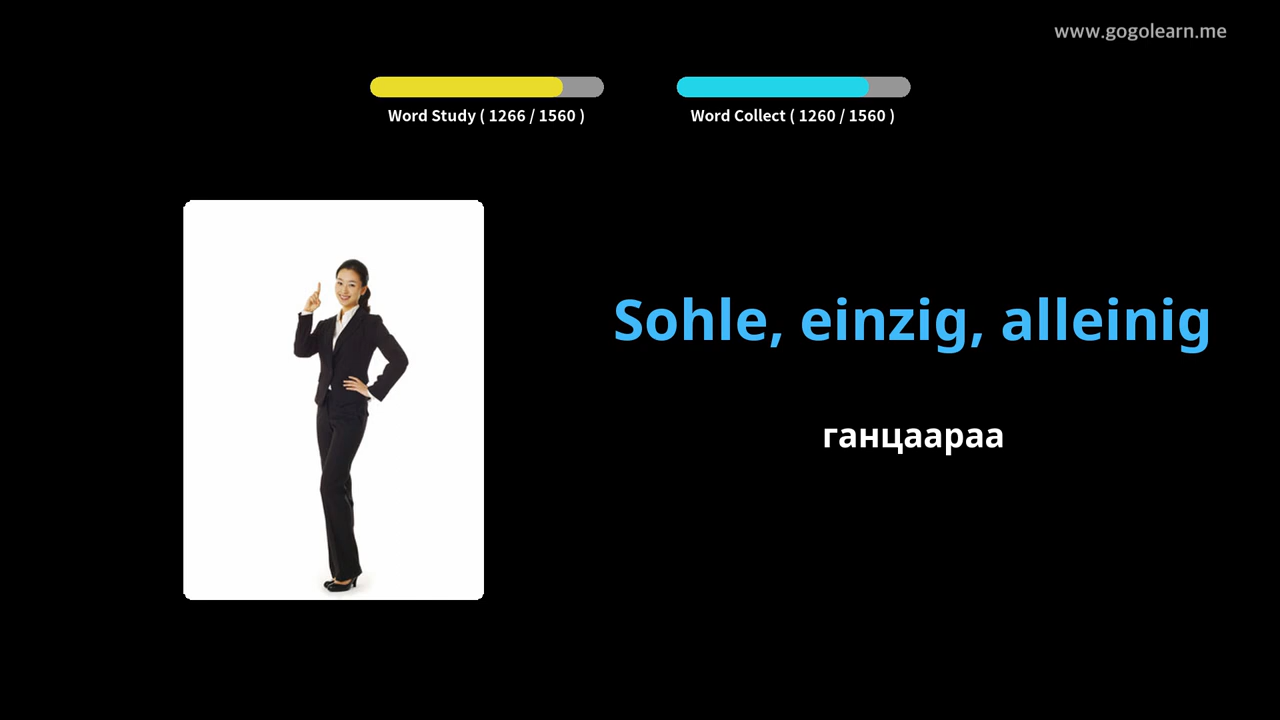 www.gogolearn.me
Word Study ( 1266 / 1560 )
Word Collect ( 1260 / 1560 )
Sohle, einzig, alleinig
ганцаараа